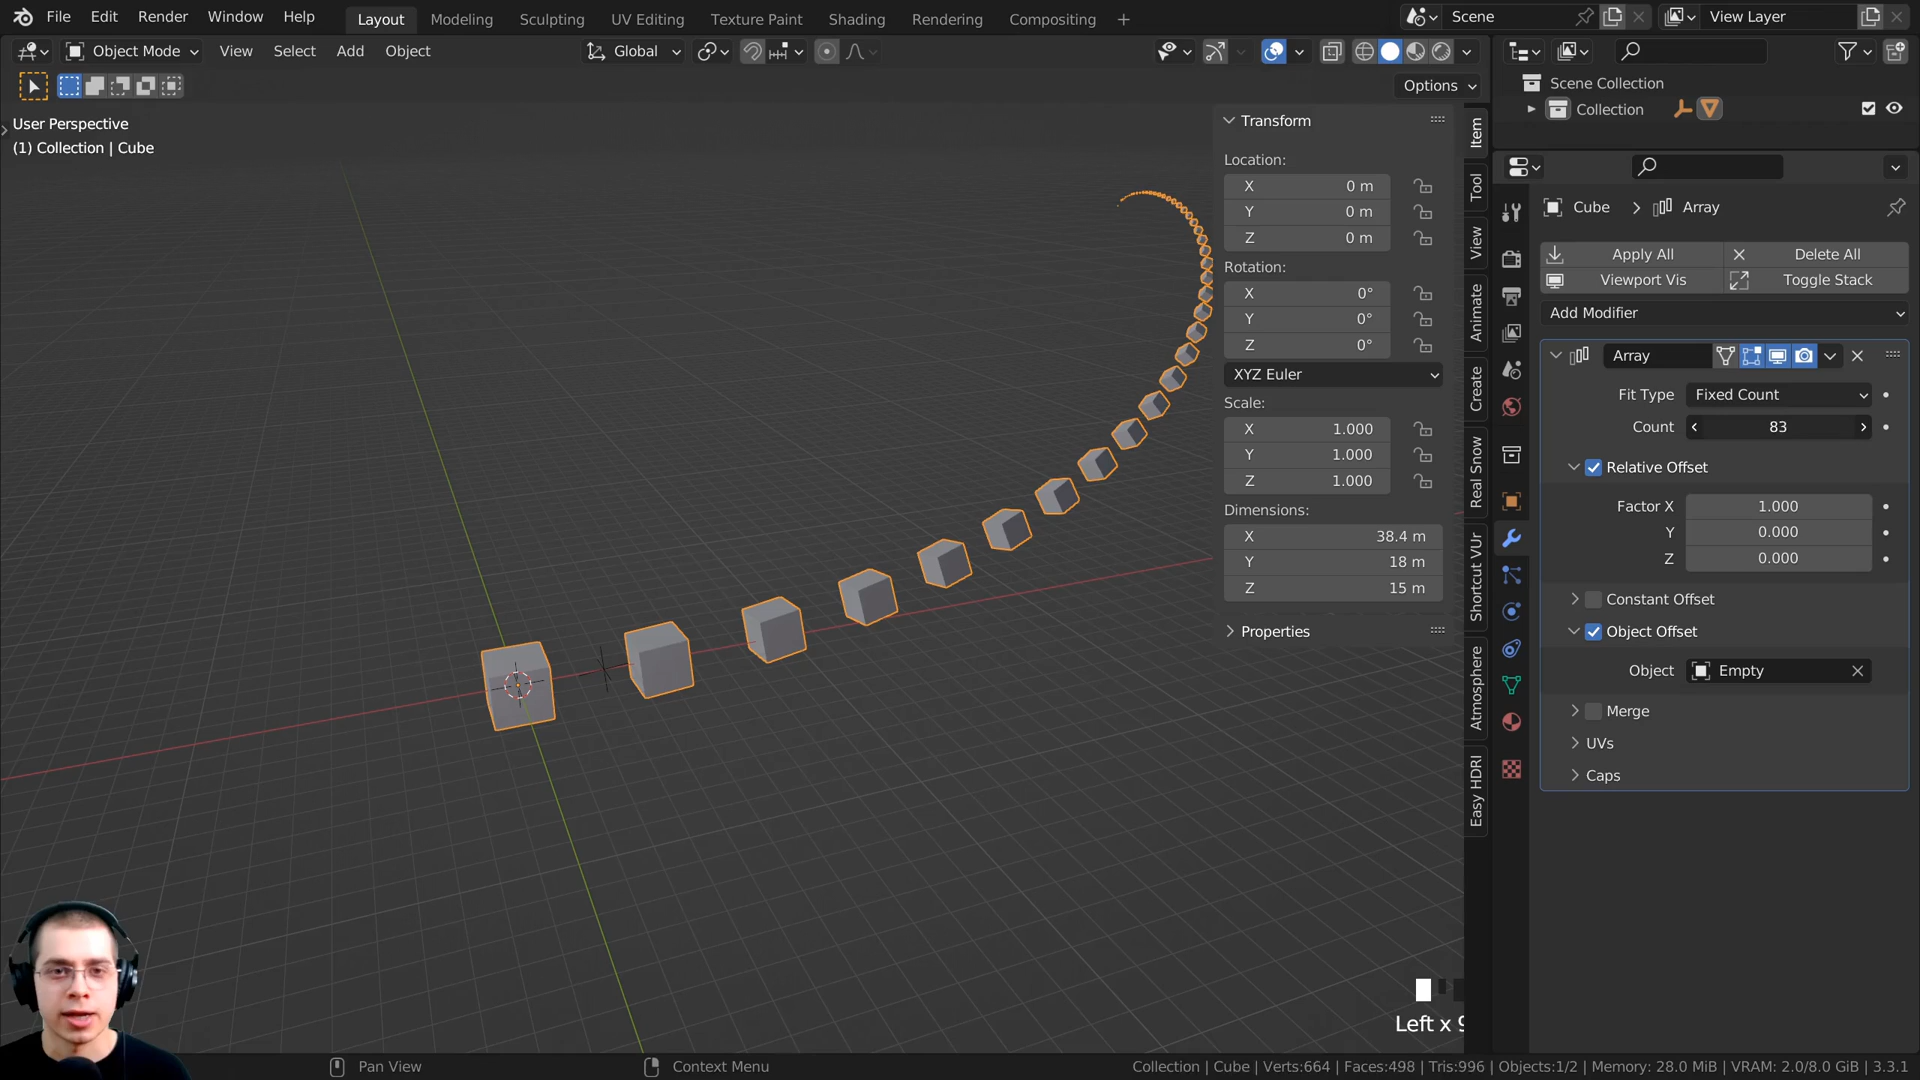 File Edit Render Window Help Layout Modeling Sculpting UV Editing Texture Paint Shading Rendering Compositing + Scene View Layer
Object Mode View Select Add Object Global
Options
User Perspective
(1) Collection | Cube
Transform
Location:
X 0 m
Y 0 m
Z 0 m
Rotation:
X 0°
Y 0°
Z 0°
XYZ Euler
Scale:
X 1.000
Y 1.000
Z 1.000
Dimensions:
X 38.4 m
Y 18 m
Z 15 m
Properties
Item
Tool
View
Animate
Create
Real Snow
Shortcut VUr
Atmosphere
Easy HDRI
Scene Collection
Collection
Cube > Array
Apply All Delete All
Viewport Vis Toggle Stack
Add Modifier
Array
Fit Type Fixed Count
Count 83
Relative Offset
Factor X 1.000
Y 0.000
Z 0.000
Constant Offset
Object Offset
Object Empty
Merge
UVs
Caps
Left x
Pan View Context Menu Collection | Cube | Verts:664 | Faces:498 | Tris:996 | Objects:1/2 | Memory: 28.0 MiB | VRAM: 2.0/8.0 GiB | 3.3.1